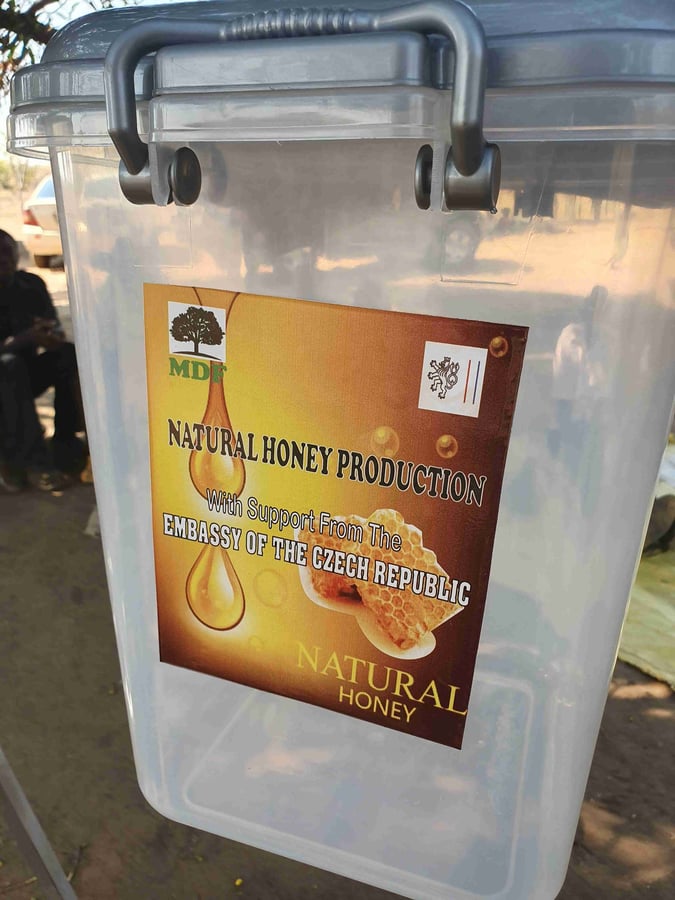 MDF
NATURAL HONEY PRODUCTION
With Support From The
EMBASSY OF THE CZECH REPUBLIC
NATURAL
HONEY